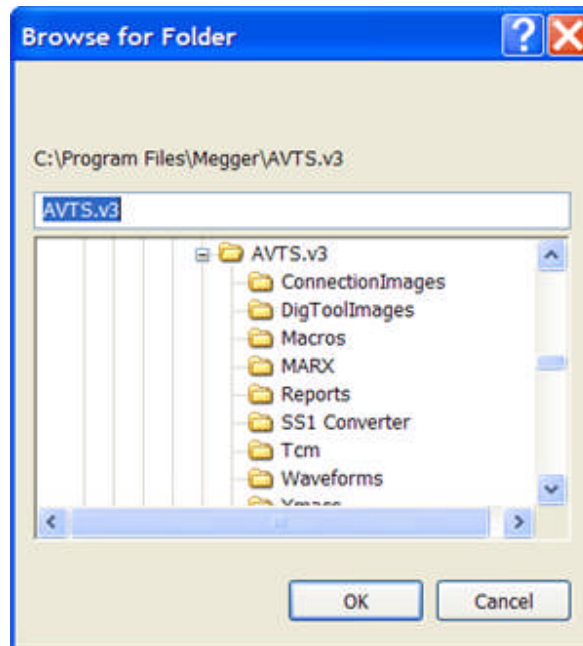 Browse for Folder
C:\Program Files\Megger\AVTS.v3
AVTS.v3
AVTS.v3
ConnectionImages
DigToolImages
Macros
MARX
Reports
SS1 Converter
Tcm
Waveforms
OK Cancel